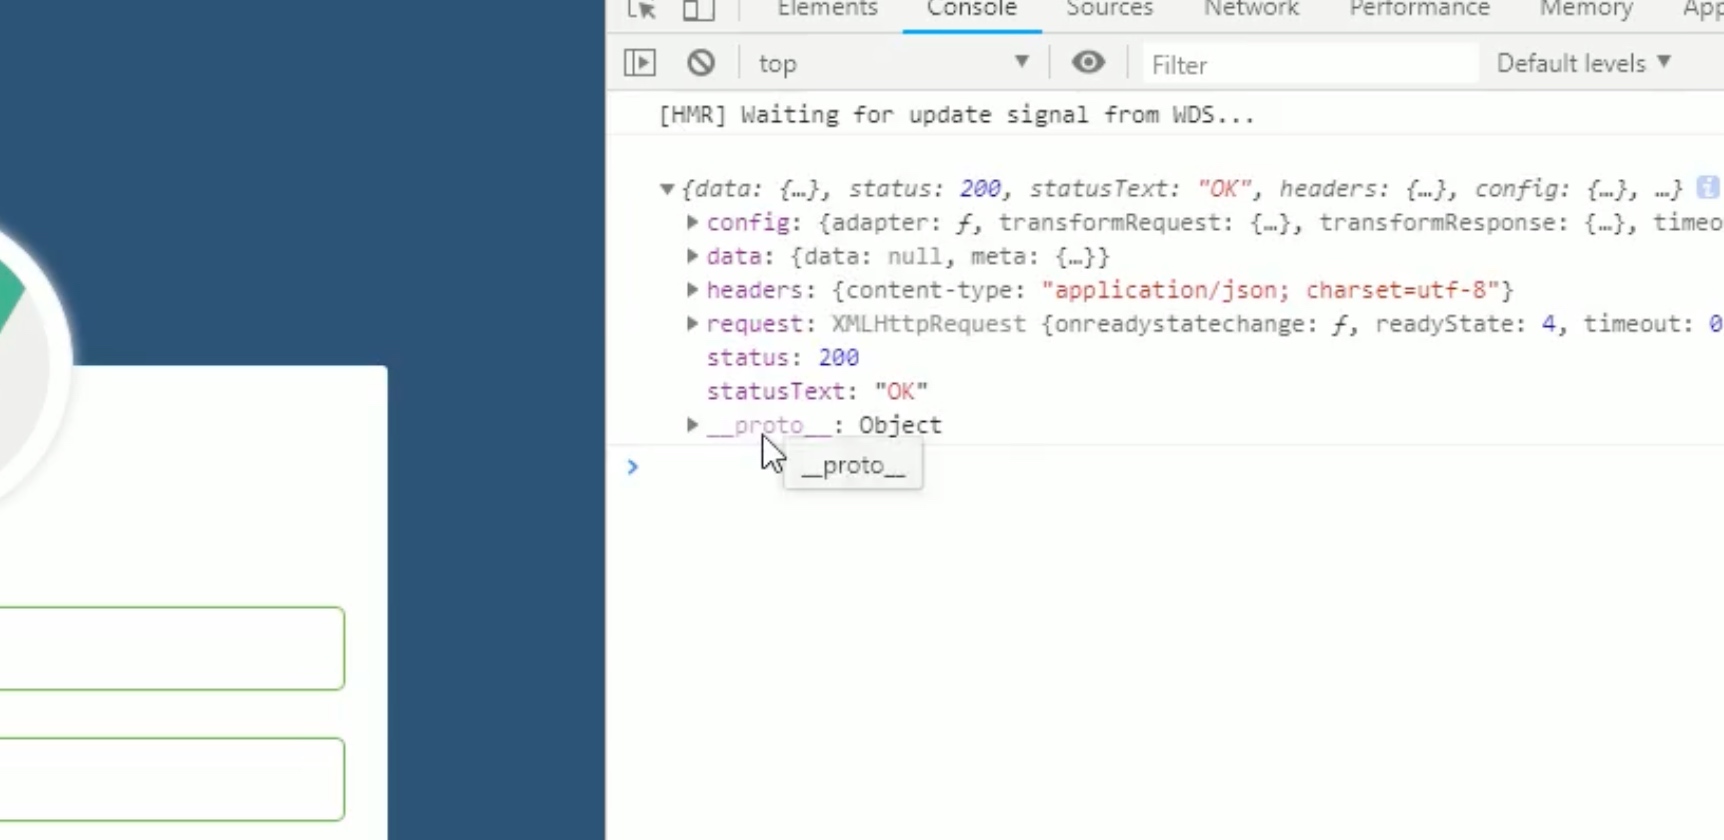 Elements Console Sources Network Performance Memory App
top Filter Default levels
[HMR] Waiting for update signal from WDS...
{data: {…}, status: 200, statusText: "OK", headers: {…}, config: {…}, …}
config: {adapter: ƒ, transformRequest: {…}, transformResponse: {…}, timeo
data: {data: null, meta: {…}}
headers: {content-type: "application/json; charset=utf-8"}
request: XMLHttpRequest {onreadystatechange: ƒ, readyState: 4, timeout: 0
status: 200
statusText: "OK"
__proto__: Object
__proto__